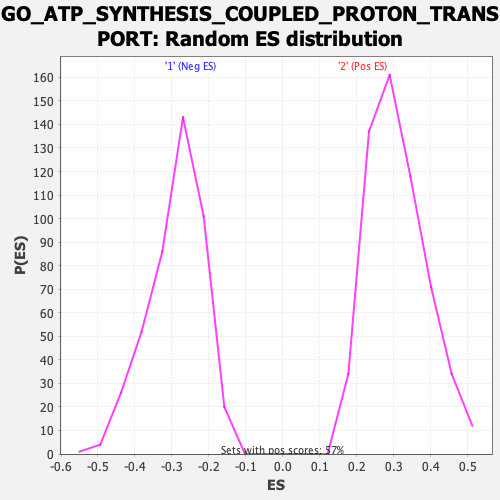 GO_ATP_SYNTHESIS_COUPLED_PROTON_TRANS
PORT: Random ES distribution
'1' (Neg ES) '2' (Pos ES)
160
150
140
130
120
110
100
90
80
70
60
50
40
30
20
10
0
P(ES)
Sets with pos scores: 57%
-0.6 -0.5 -0.4 -0.3 -0.2 -0.1 0.0 0.1 0.2 0.3 0.4 0.5
ES